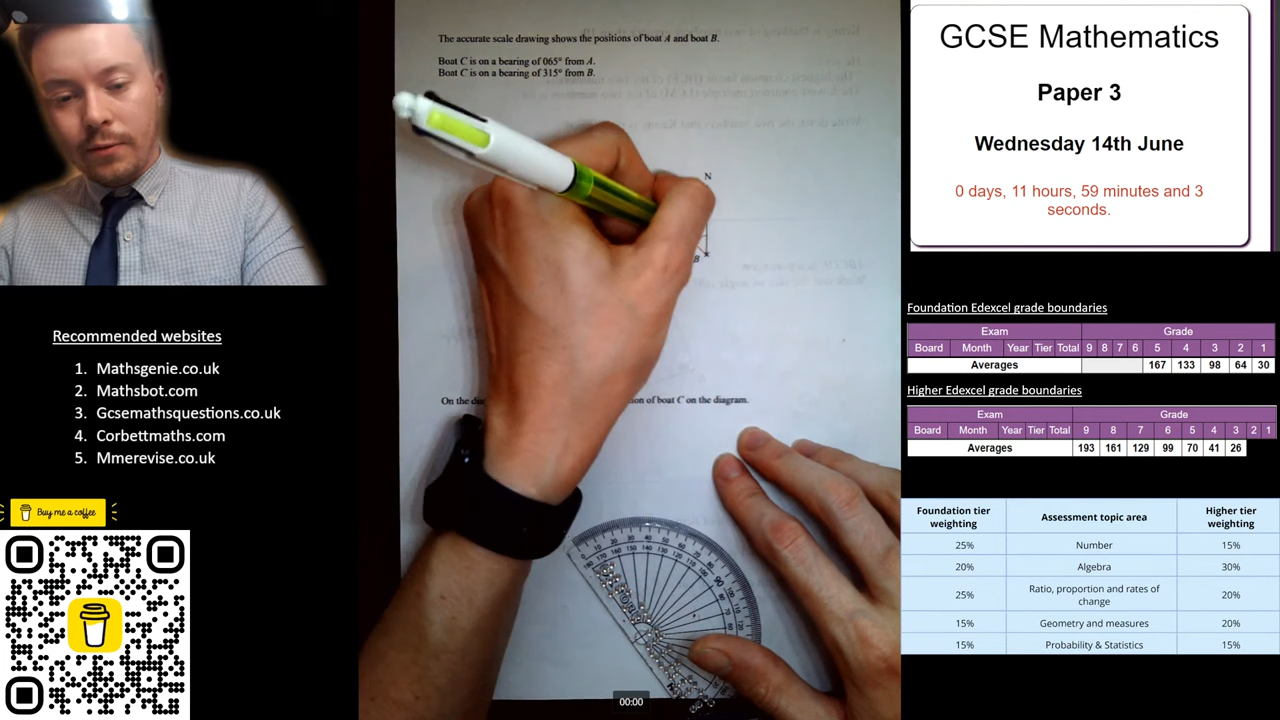 The accurate scale drawing shows the positions of boat A and boat B.
Boat C is on a bearing of 065° from A.
Boat C is on a bearing of 315° from B.
N
B
On the
ion of boat C on the diagram.
00:00
Recommended websites
1. Mathsgenie.co.uk
2. Mathsbot.com
3. Gcsemathsquestions.co.uk
4. Corbettmaths.com
5. Mmerevise.co.uk
Buy me a coffee
GCSE Mathematics
Paper 3
Wednesday 14th June
0 days, 11 hours, 59 minutes and 3
seconds.
Foundation Edexcel grade boundaries
Exam Grade
Board Month Year Tier Total 9 8 7 6 5 4 3 2 1
Averages 167 133 98 64 30
Higher Edexcel grade boundaries
Exam Grade
Board Month Year Tier Total 9 8 7 6 5 4 3 2 1
Averages 193 161 129 99 70 41 26
Foundation tier weighting Assessment topic area Higher tier weighting
25% Number 15%
20% Algebra 30%
25% Ratio, proportion and rates of change 20%
15% Geometry and measures 20%
15% Probability & Statistics 15%